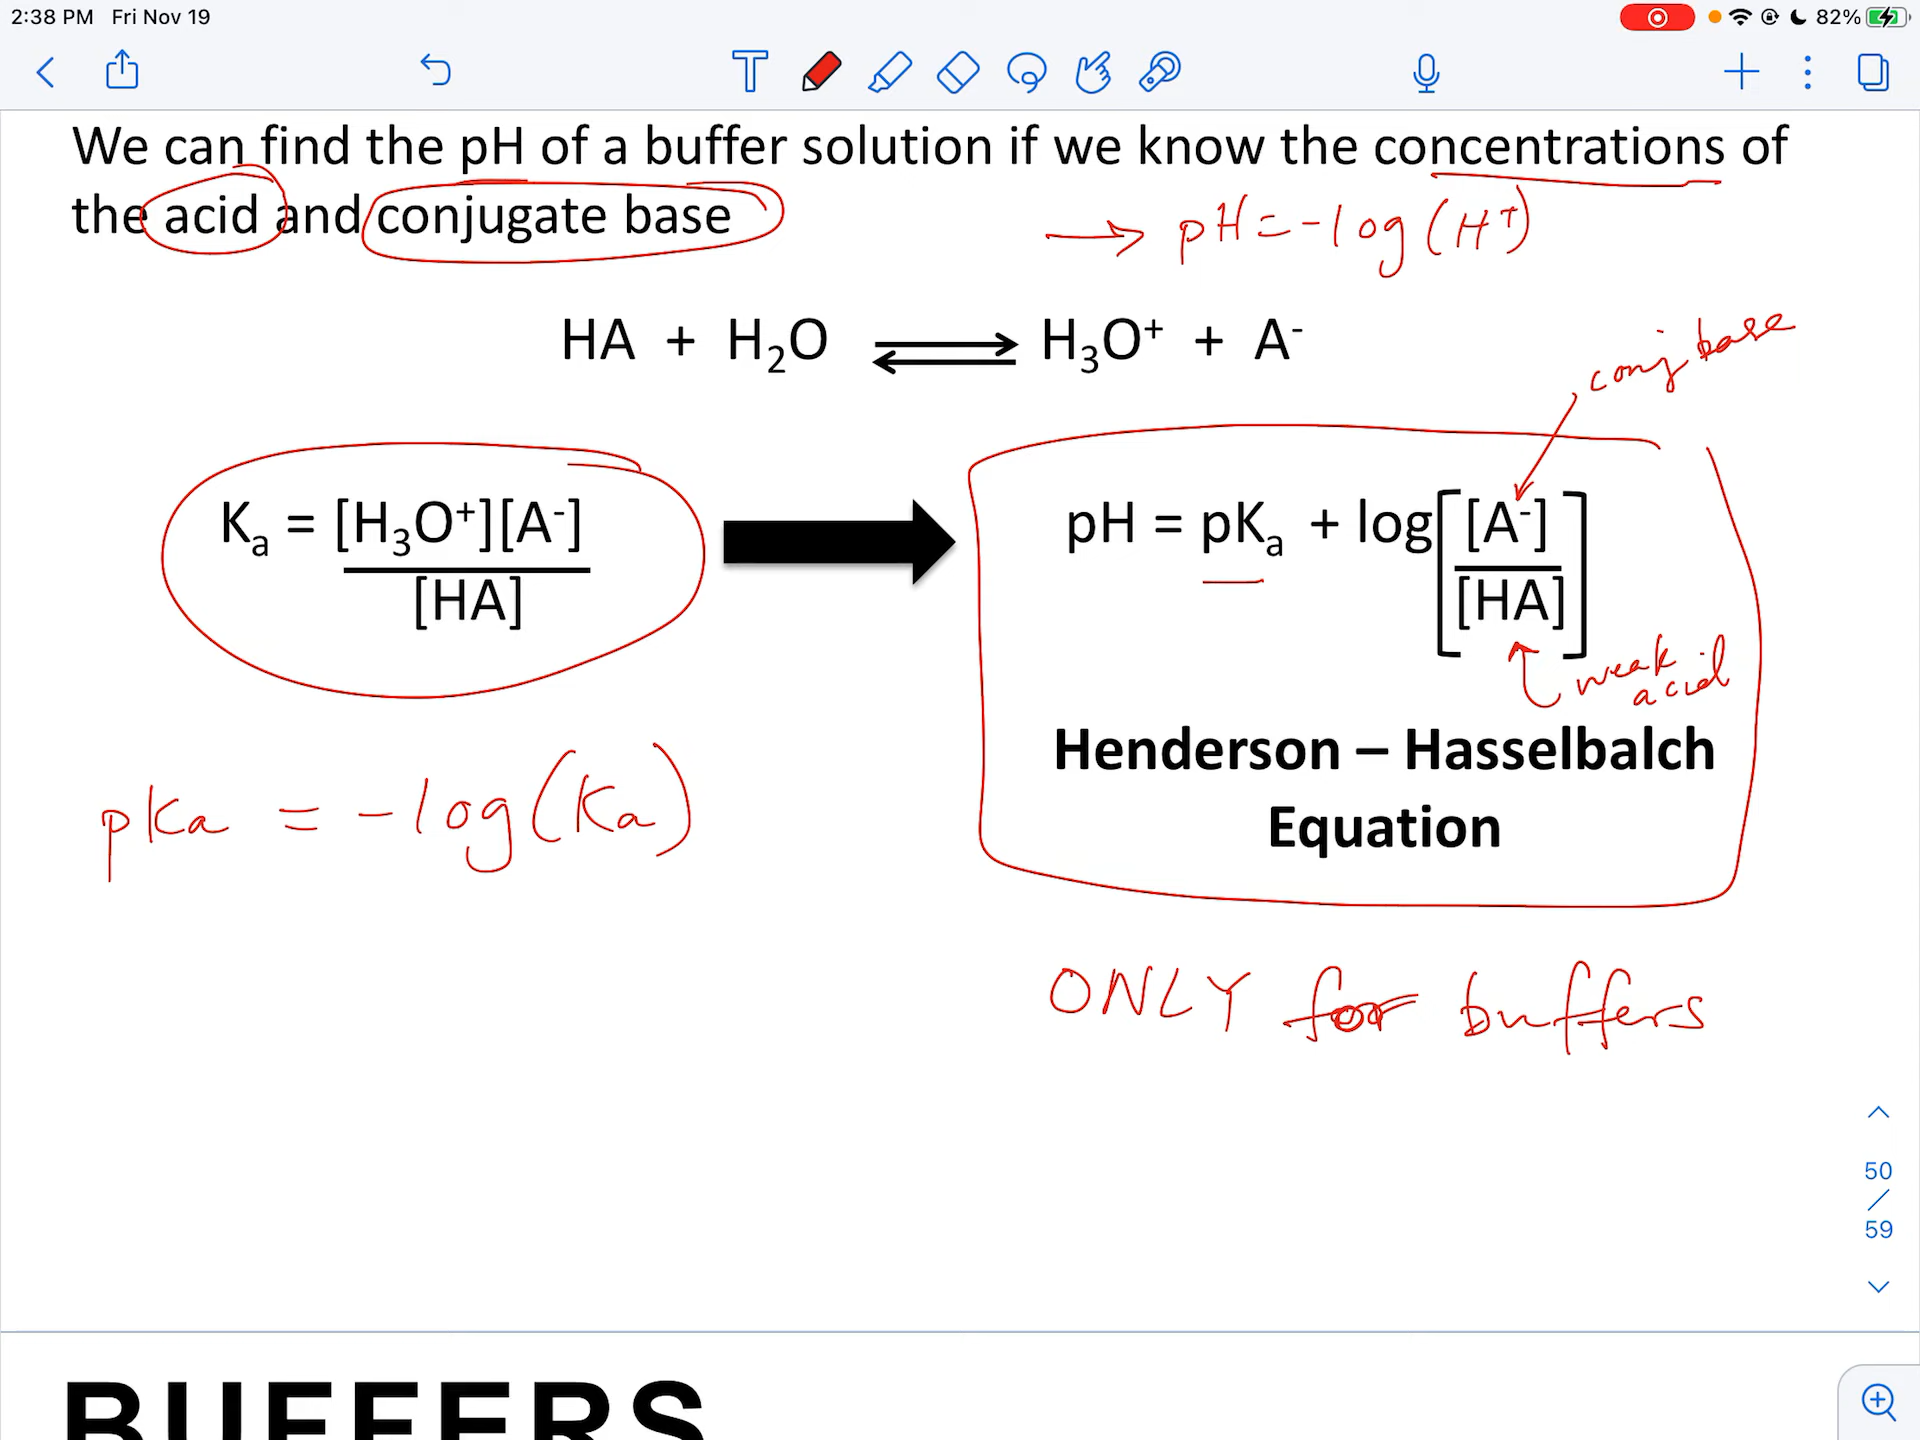 2:38 PM Fri Nov 19 82%
We can find the pH of a buffer solution if we know the concentrations of
the acid and conjugate base
→ pH = -log(H⁺)
HA + H₂O ⇌ H₃O⁺ + A⁻
conj base
Kₐ = [H₃O⁺][A⁻]
[HA]
pH = pKₐ + log[[A⁻]
[HA]]
weak
acid
Henderson – Hasselbalch
Equation
pKa = -log(Ka)
ONLY for buffers
50
/
59
BUFFERS